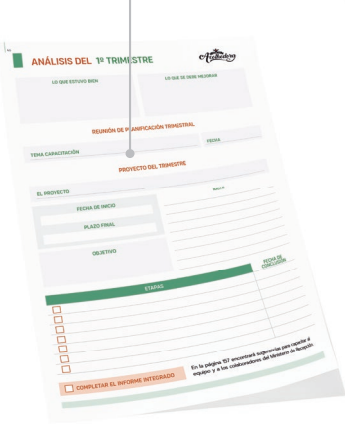 ANÁLISIS DEL 1º TRIMESTRE
Acolhedora
LO QUE ESTUVO BIEN
LO QUE SE DEBE MEJORAR
REUNIÓN DE PLANIFICACIÓN TRIMESTRAL
TEMA CAPACITACIÓN
FECHA
PROYECTO DEL TRIMESTRE
EL PROYECTO
FECHA DE INICIO
PLAZO FINAL
OBJETIVO
ETAPAS
FECHA DE CONCLUSIÓN
COMPLETAR EL INFORME INTEGRADO
En la página 157 encontrará sugerencias para capacitar al
equipo y a los colaboradores del Ministerio de Recepción